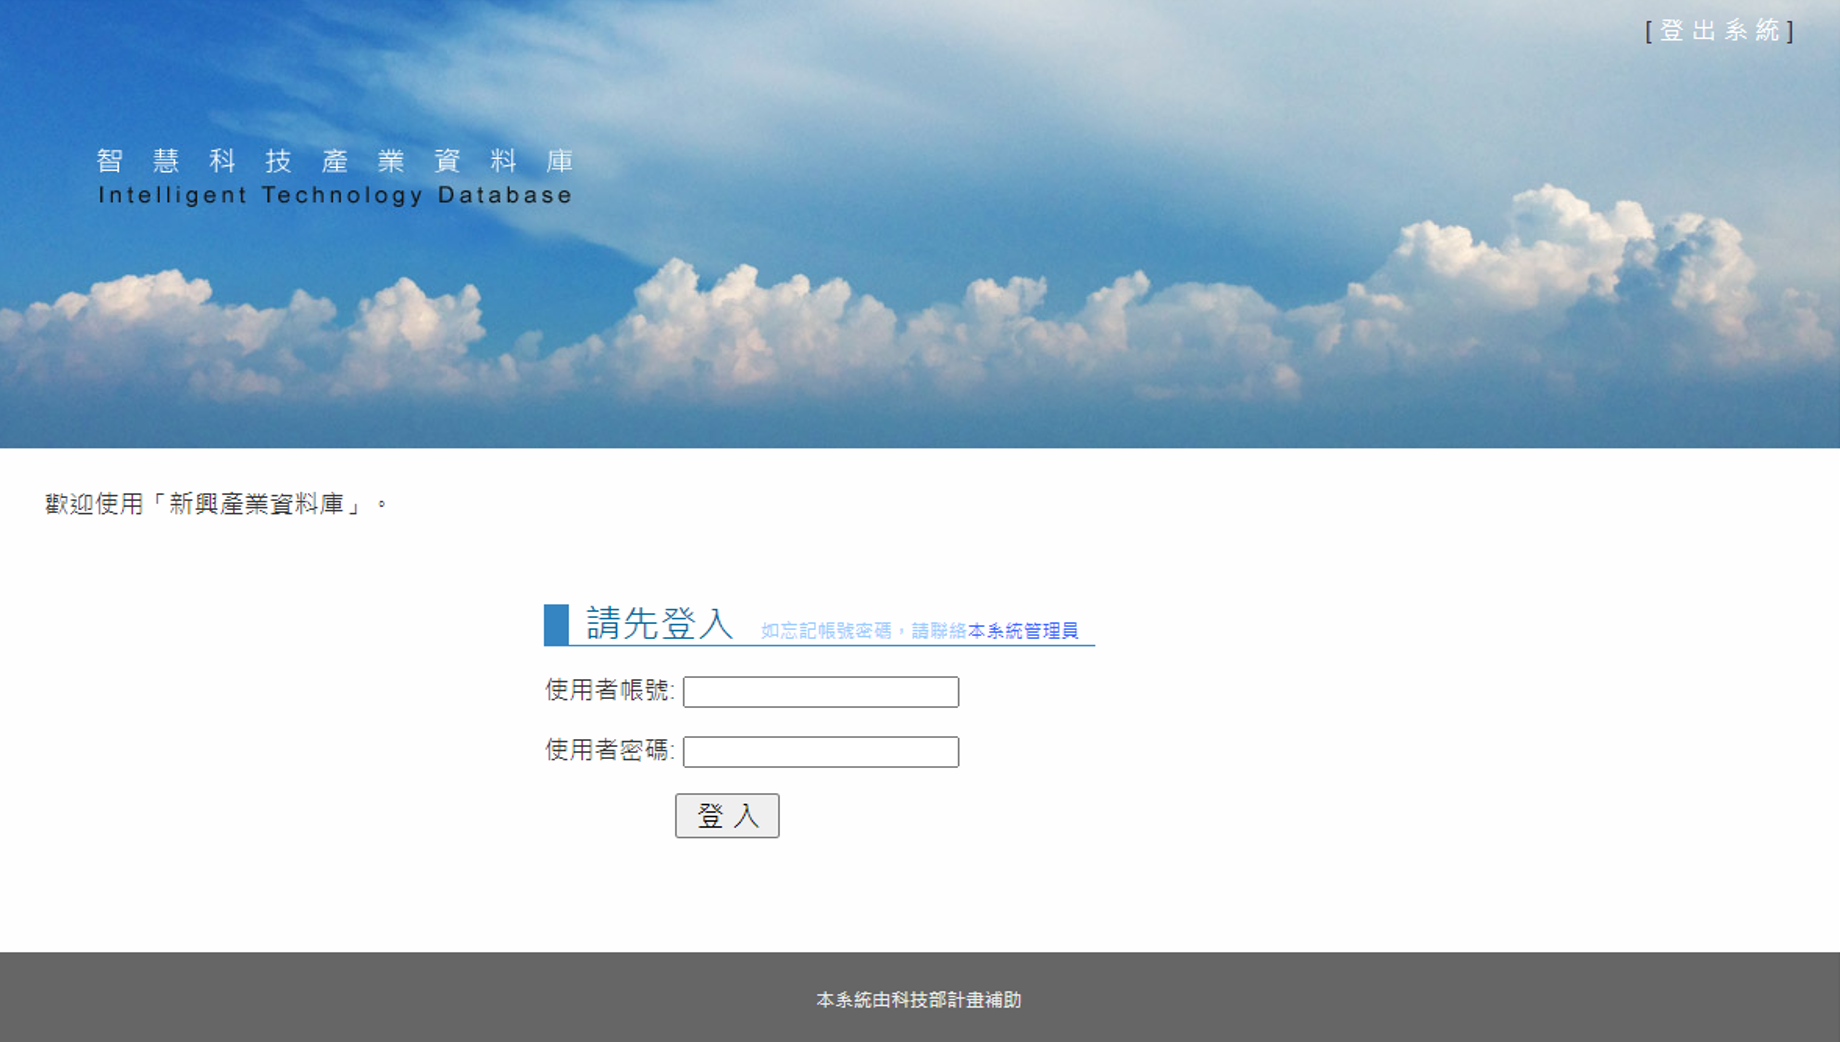 [ 登 出 系 統 ]
智 慧 科 技 產 業 資 料 庫
Intelligent Technology Database
歡迎使用「新興產業資料庫」。
請先登入 如忘記帳號密碼，請聯絡本系統管理員
使用者帳號:
使用者密碼:
登 入
本系統由科技部計畫補助